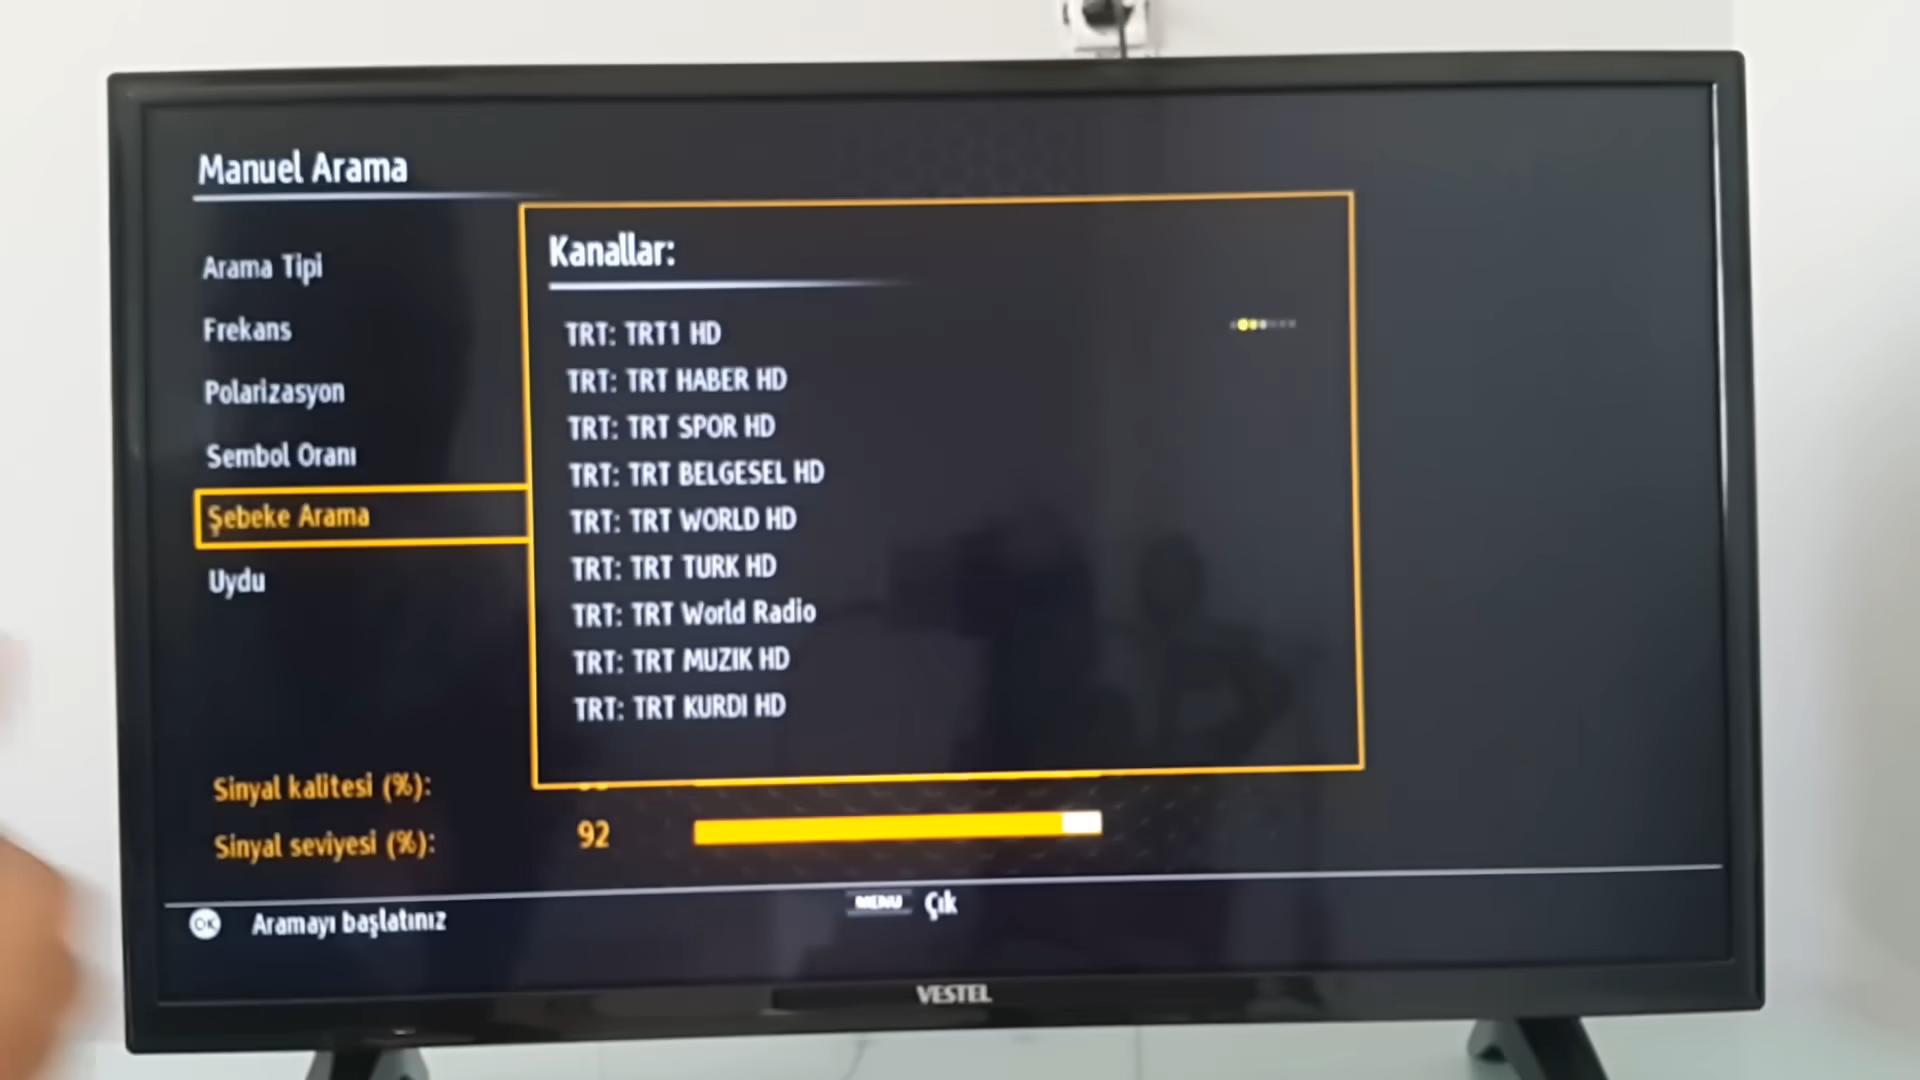 Manuel Arama
Arama Tipi
Frekans
Polarizasyon
Sembol Oranı
Şebeke Arama
Uydu
Kanallar:
TRT: TRT1 HD
TRT: TRT HABER HD
TRT: TRT SPOR HD
TRT: TRT BELGESEL HD
TRT: TRT WORLD HD
TRT: TRT TURK HD
TRT: TRT World Radio
TRT: TRT MUZIK HD
TRT: TRT KURDI HD
Sinyal kalitesi (%):
Sinyal seviyesi (%): 92
OK Aramayı başlatınız
MENU Çık
VESTEL